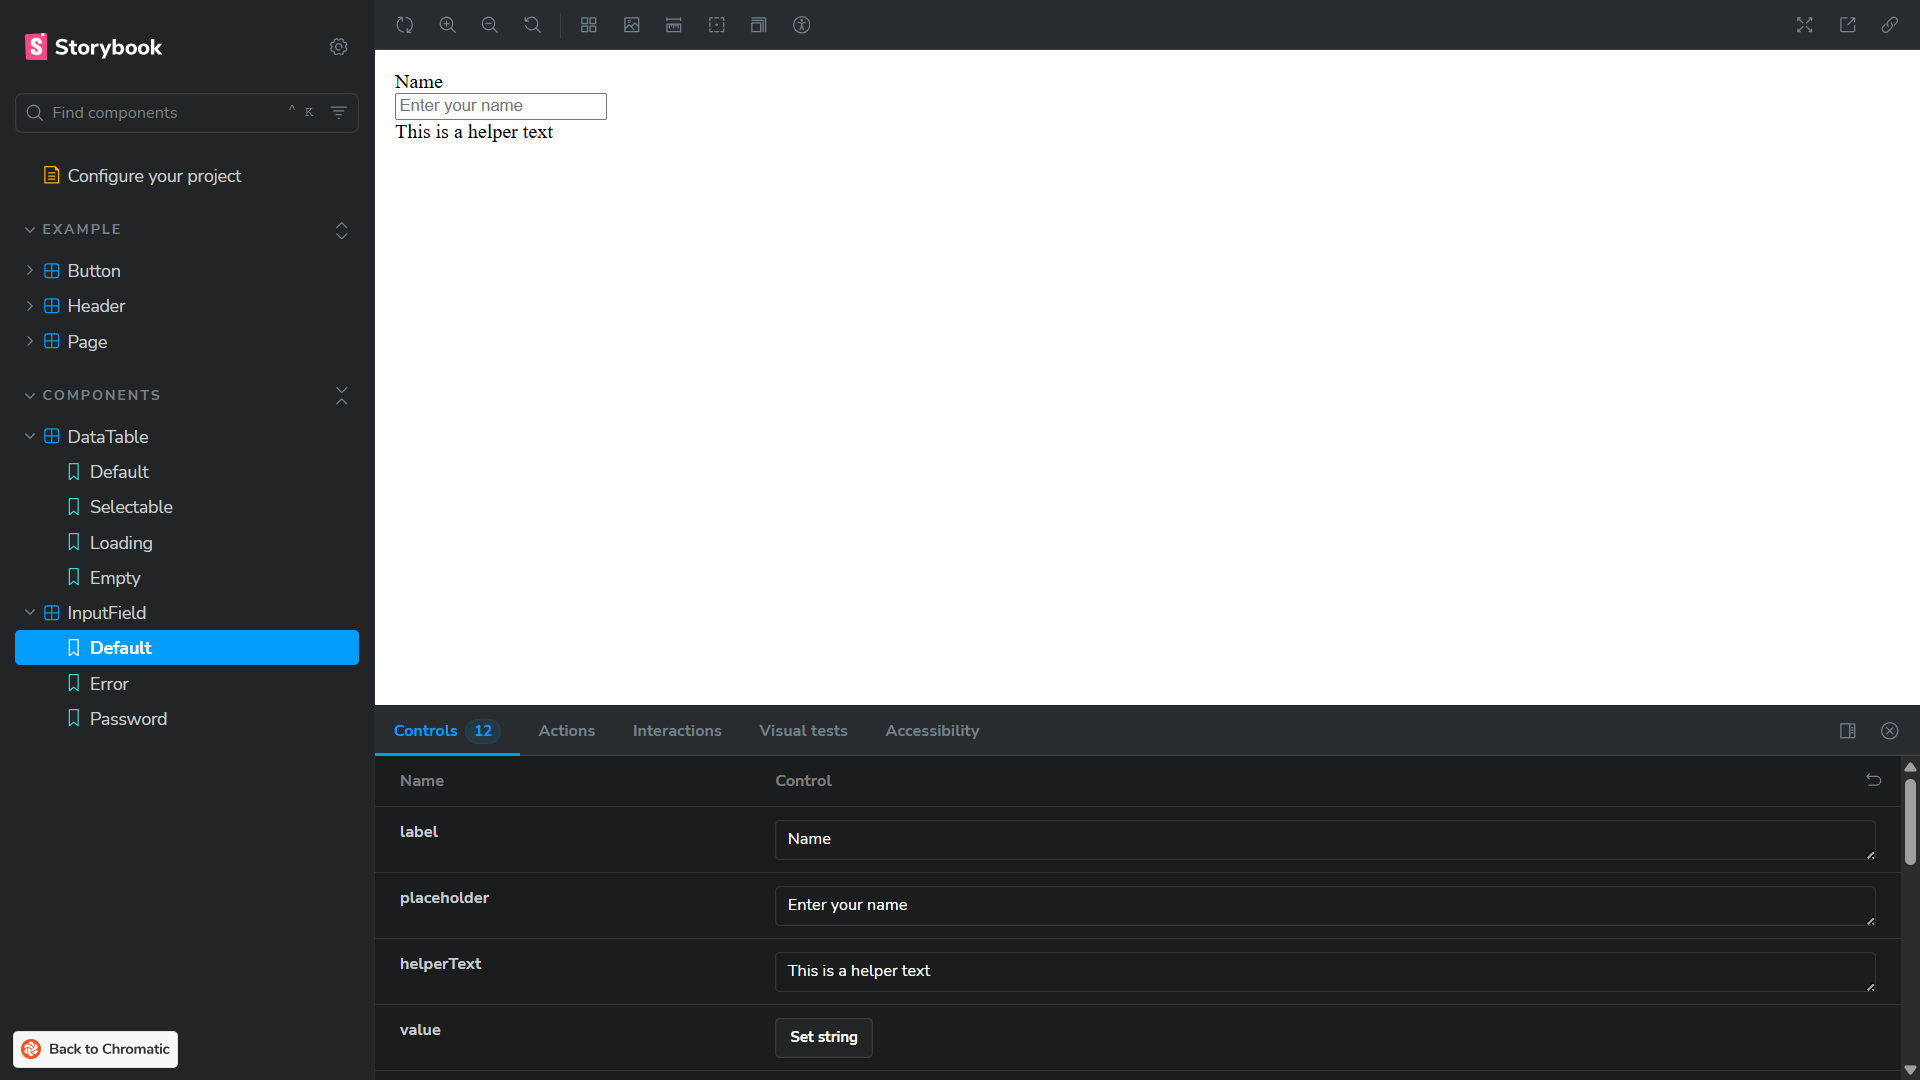 Storybook
Find components
^ K
Configure your project
EXAMPLE
Button
Header
Page
COMPONENTS
DataTable
Default
Selectable
Loading
Empty
InputField
Default
Error
Password
Back to Chromatic
Name
Enter your name
This is a helper text
Controls 12 Actions Interactions Visual tests Accessibility
Name Control
label Name
placeholder Enter your name
helperText This is a helper text
value Set string